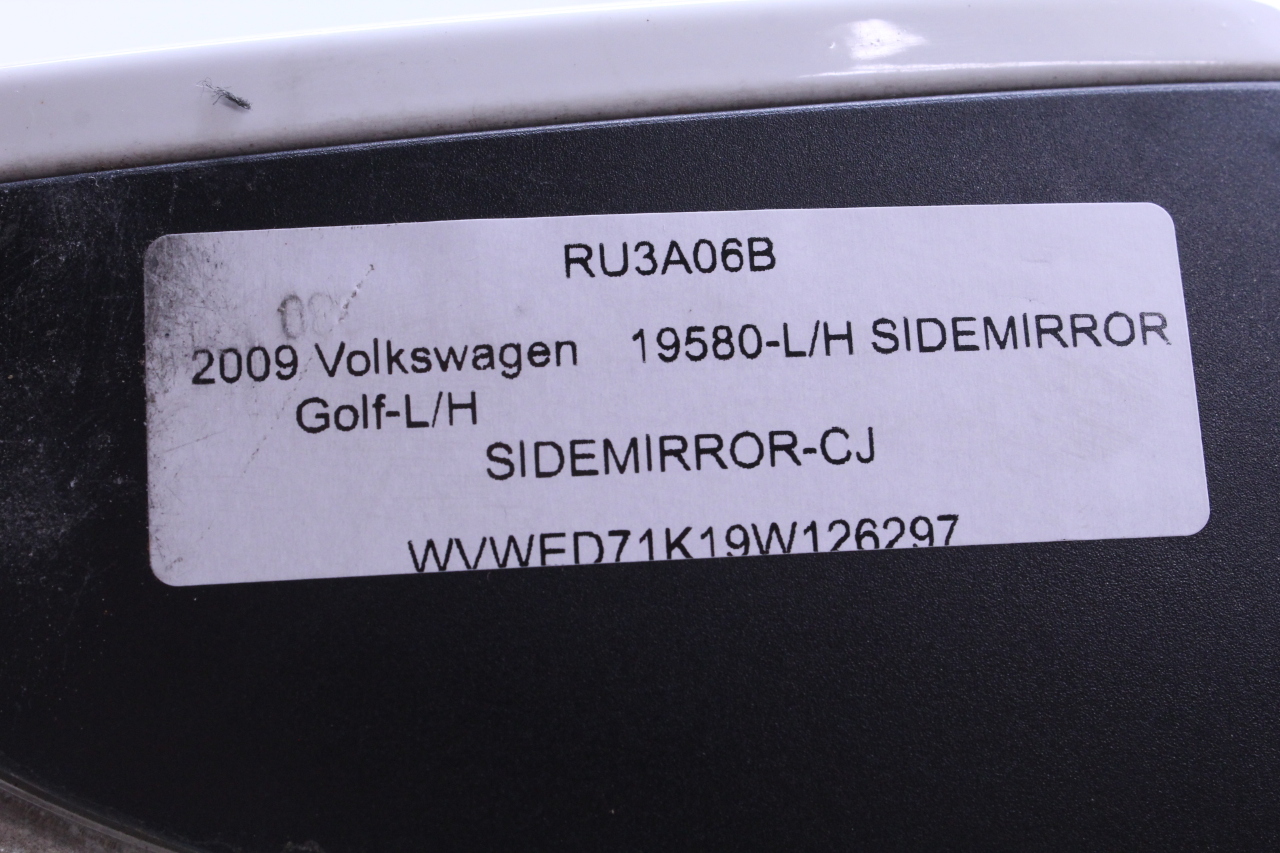 RU3A06B
2009 Volkswagen 19580-L/H SIDEMIRROR
Golf-L/H
SIDEMIRROR-CJ
WVWED71K19W126297